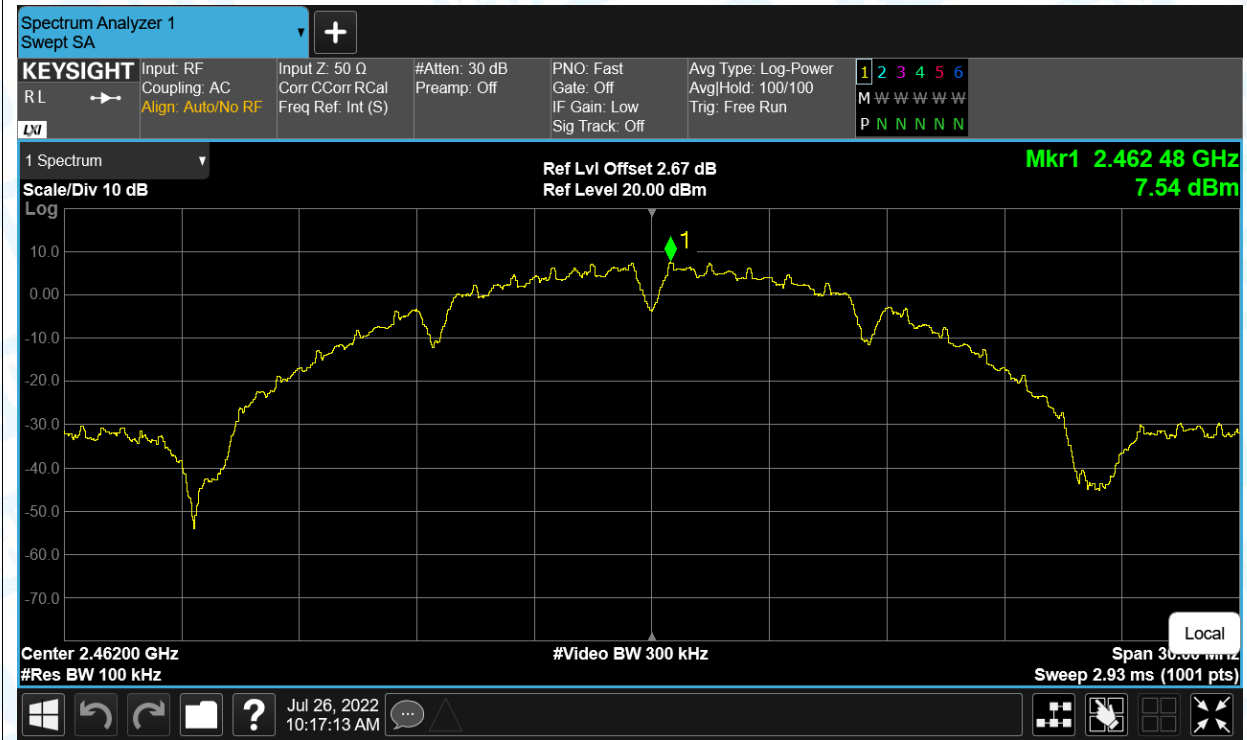 Spectrum Analyzer 1
Swept SA
KEYSIGHT
R L
LXI
Input: RF
Coupling: AC
Align: Auto/No RF
Input Z: 50 Ω
Corr CCorr RCal
Freq Ref: Int (S)
#Atten: 30 dB
Preamp: Off
PNO: Fast
Gate: Off
IF Gain: Low
Sig Track: Off
Avg Type: Log-Power
Avg|Hold: 100/100
Trig: Free Run
1 2 3 4 5 6
M W W W W W
P N N N N N
1 Spectrum
Scale/Div 10 dB
Log
Ref Lvl Offset 2.67 dB
Ref Level 20.00 dBm
Mkr1 2.462 48 GHz
7.54 dBm
1
10.0
0.00
-10.0
-20.0
-30.0
-40.0
-50.0
-60.0
-70.0
Local
Center 2.46200 GHz
#Video BW 300 kHz
Span 30.00 MHz
#Res BW 100 kHz
Sweep 2.93 ms (1001 pts)
?
Jul 26, 2022
10:17:13 AM